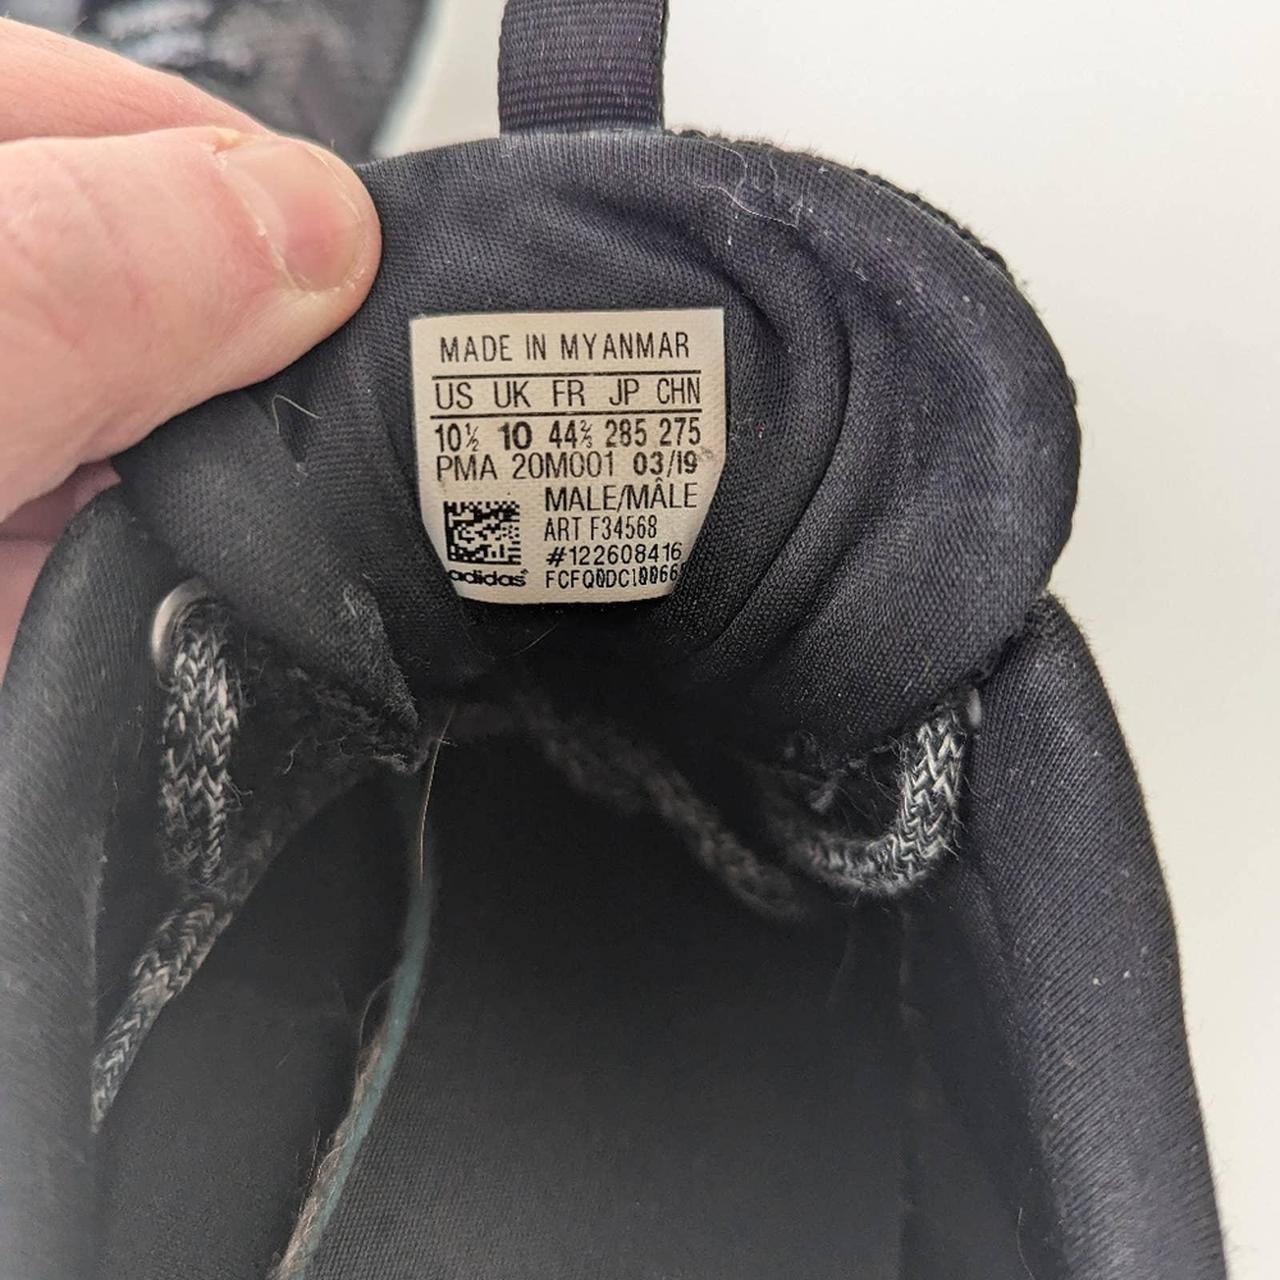 MADE IN MYANMAR
US UK FR JP CHN
10½ 10 44⅔ 285 275
PMA 20M001 03/19
MALE/MÂLE
ART F34568
#122608416
adidas